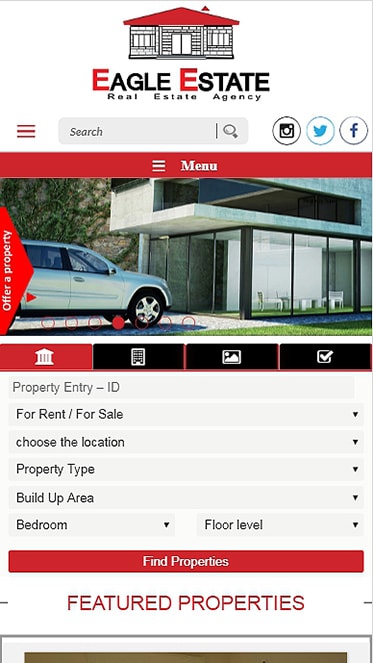 EAGLE ESTATE
Real Estate Agency
Search
Menu
Offer a property
Property Entry – ID
For Rent / For Sale
choose the location
Property Type
Build Up Area
Bedroom
Floor level
Find Properties
FEATURED PROPERTIES